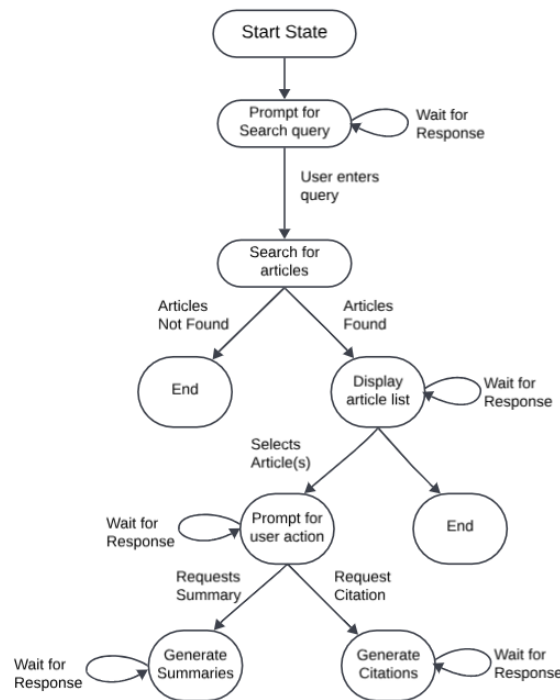 Start State
Prompt for
Search query
Wait for
Response
User enters
query
Search for
articles
Articles
Not Found
Articles
Found
End
Display
article list
Wait for
Response
Selects
Article(s)
Wait for
Response
Prompt for
user action
End
Requests
Summary
Request
Citation
Wait for
Response
Generate
Summaries
Generate
Citations
Wait for
Response